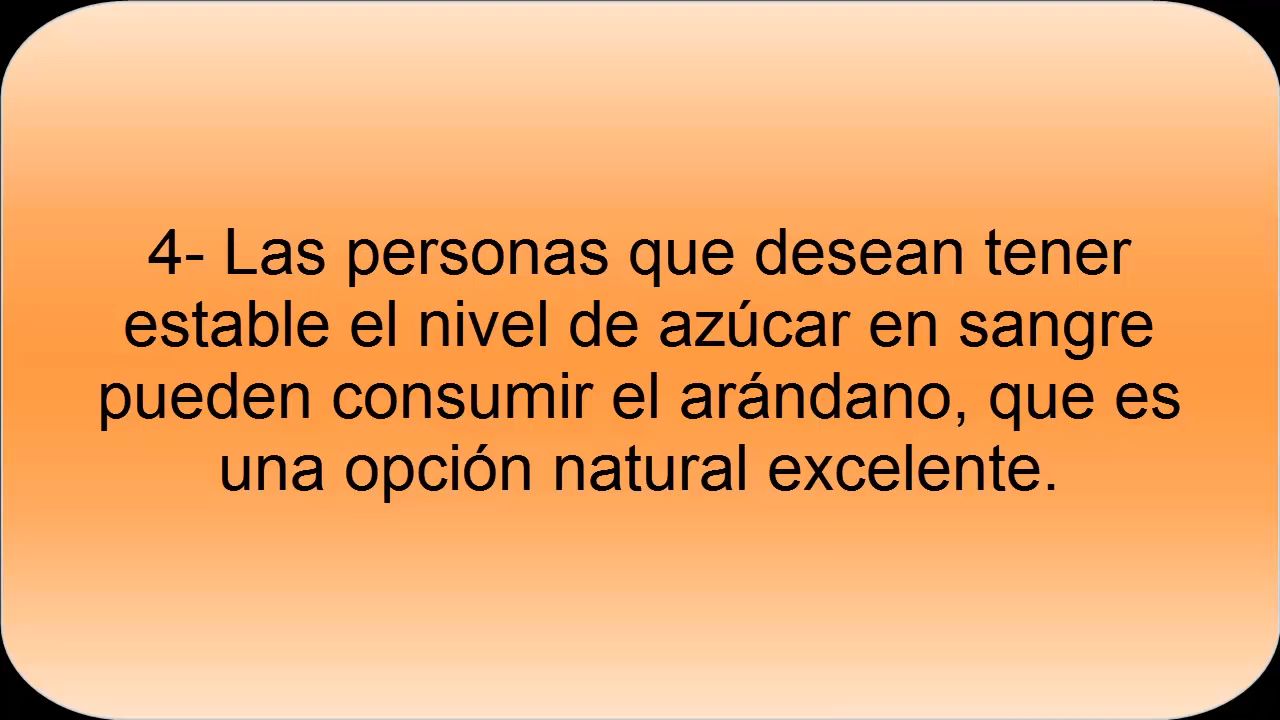 4- Las personas que desean tener
estable el nivel de azúcar en sangre
pueden consumir el arándano, que es
una opción natural excelente.